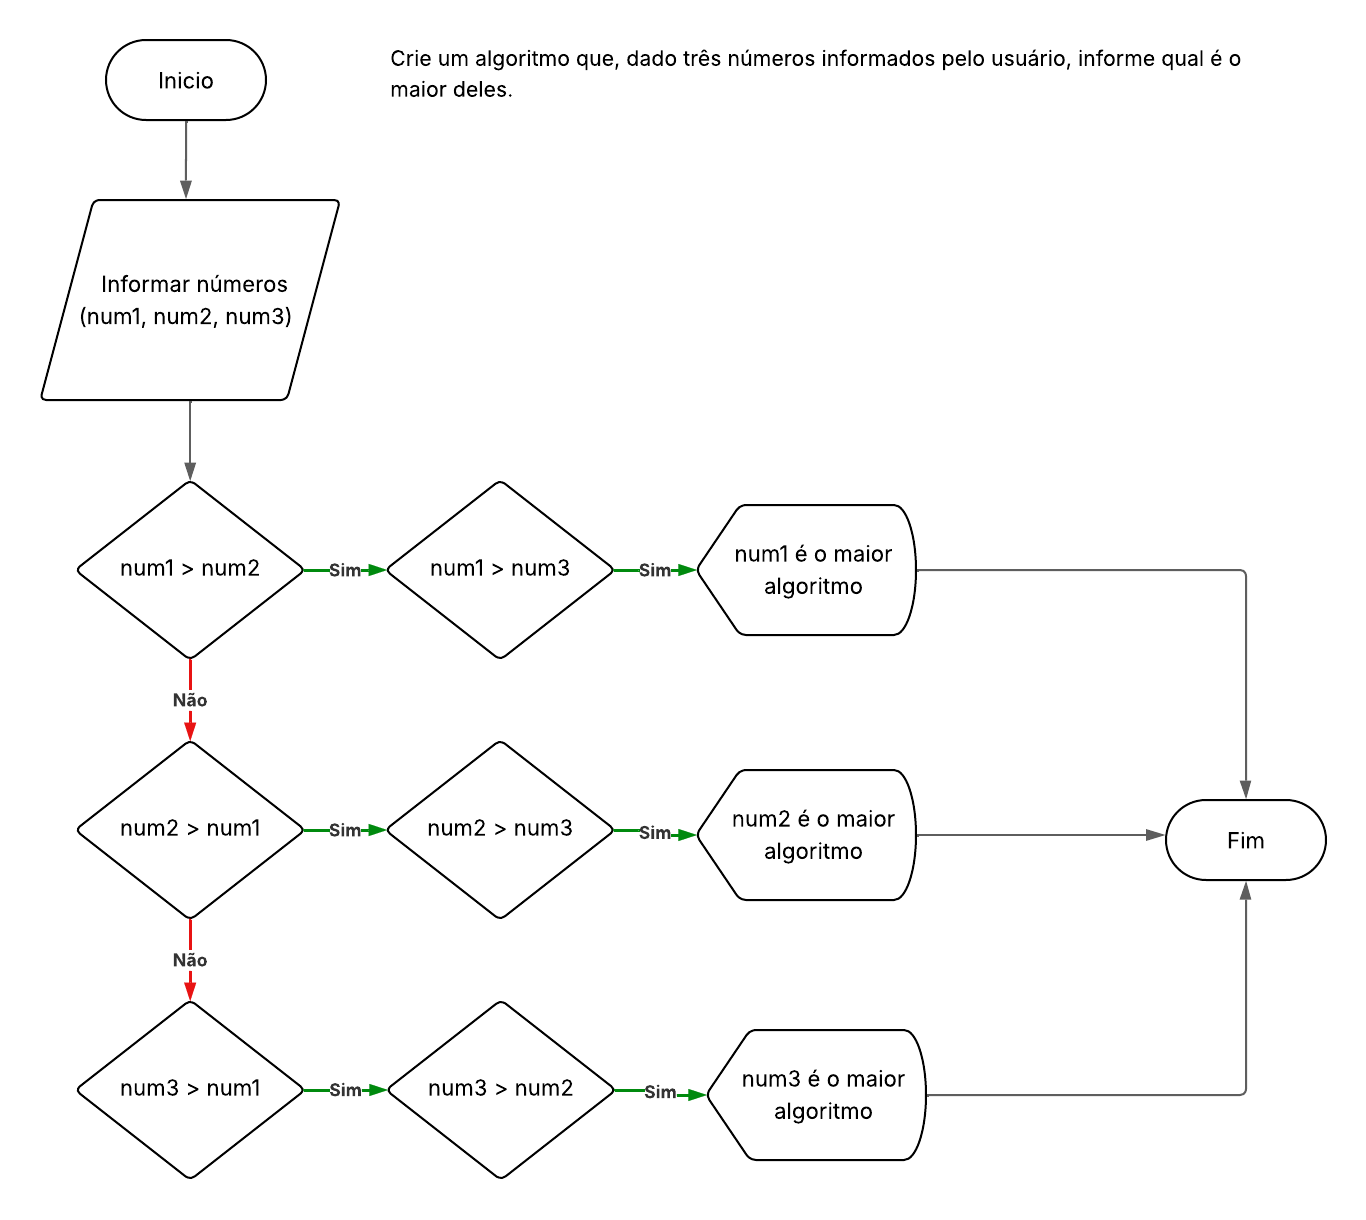 Inicio
Crie um algoritmo que, dado três números informados pelo usuário, informe qual é o
maior deles.
Informar números
(num1, num2, num3)
num1 > num2
Sim
num1 > num3
Sim
num1 é o maior
algoritmo
Não
num2 > num1
Sim
num2 > num3
Sim
num2 é o maior
algoritmo
Fim
Não
num3 > num1
Sim
num3 > num2
Sim
num3 é o maior
algoritmo